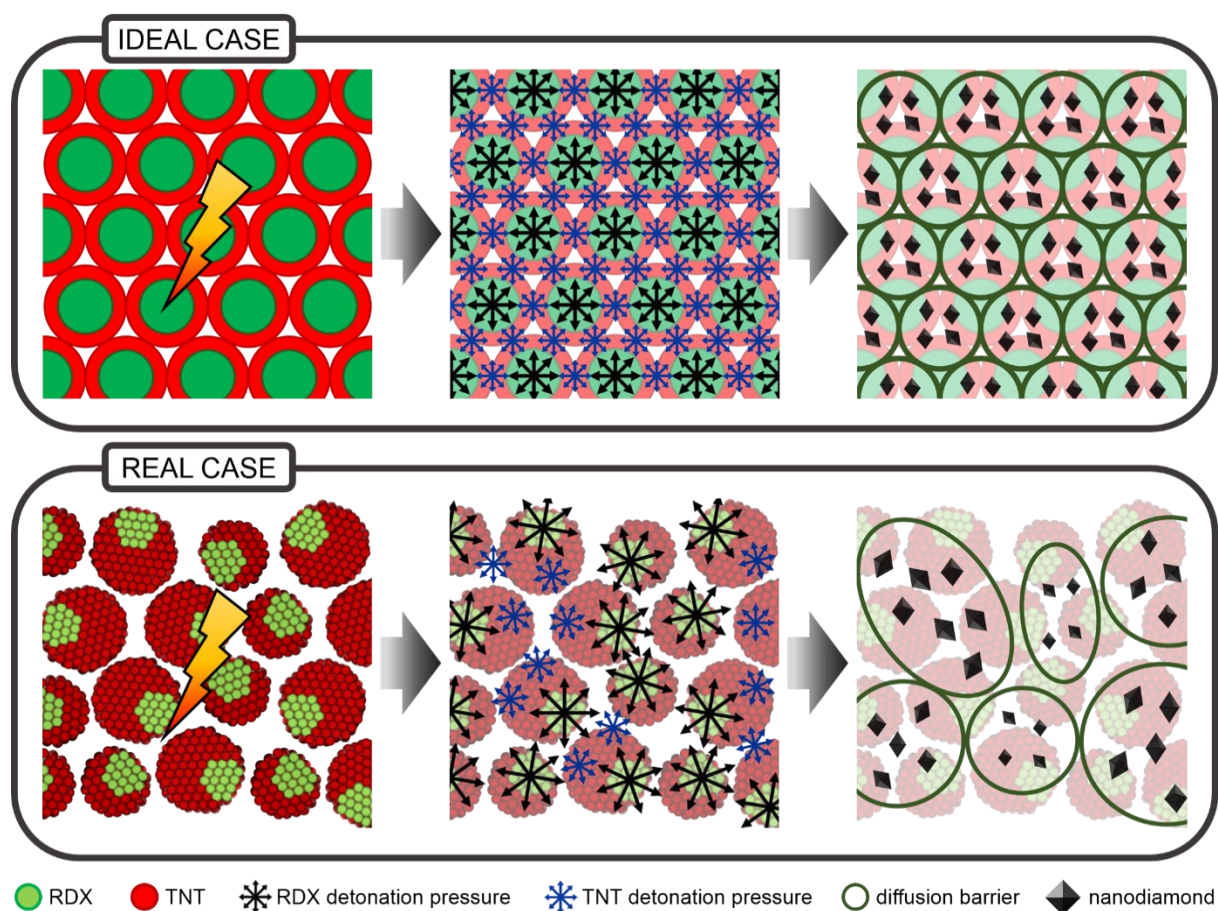 IDEAL CASE
REAL CASE
RDX TNT RDX detonation pressure TNT detonation pressure diffusion barrier nanodiamond